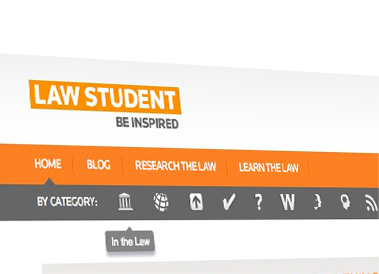 LAW STUDENT
BE INSPIRED
HOME BLOG RESEARCH THE LAW LEARN THE LAW
BY CATEGORY: ? W
In the Law